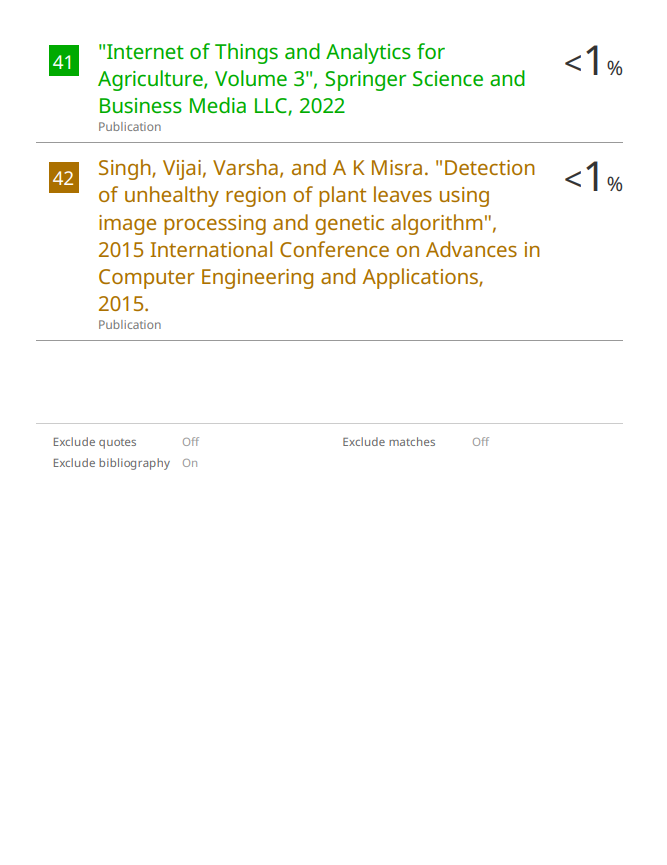 41
"Internet of Things and Analytics for
Agriculture, Volume 3", Springer Science and
Business Media LLC, 2022
Publication
<1%
42
Singh, Vijai, Varsha, and A K Misra. "Detection
of unhealthy region of plant leaves using
image processing and genetic algorithm",
2015 International Conference on Advances in
Computer Engineering and Applications,
2015.
Publication
<1%
Exclude quotes Off
Exclude matches Off
Exclude bibliography On